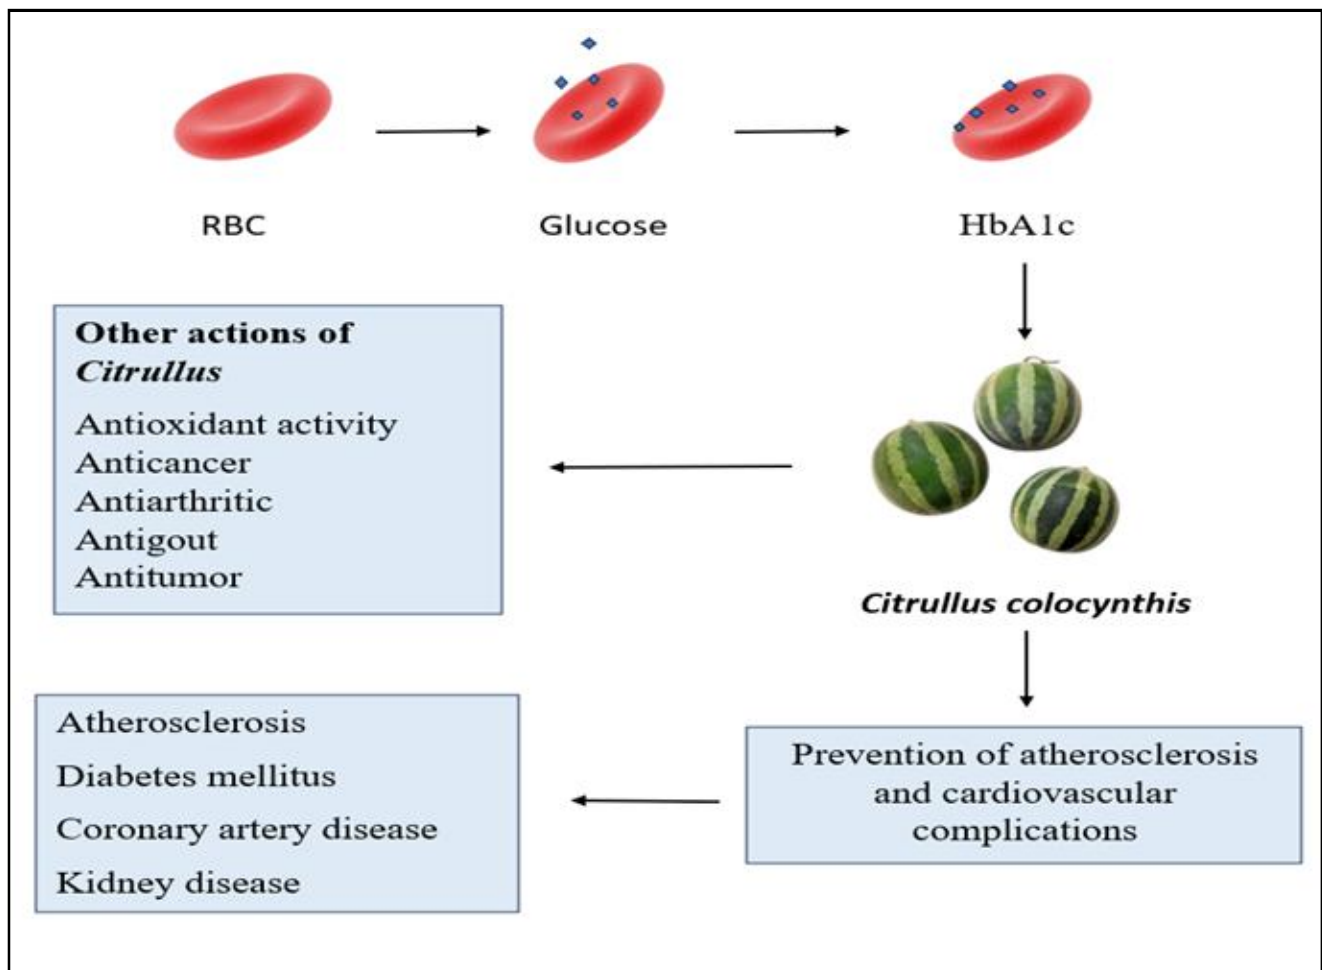 RBC
Glucose
HbA1c
Other actions of
Citrullus
Antioxidant activity
Anticancer
Antiarthritic
Antigout
Antitumor
Citrullus colocynthis
Prevention of atherosclerosis
and cardiovascular
complications
Atherosclerosis
Diabetes mellitus
Coronary artery disease
Kidney disease